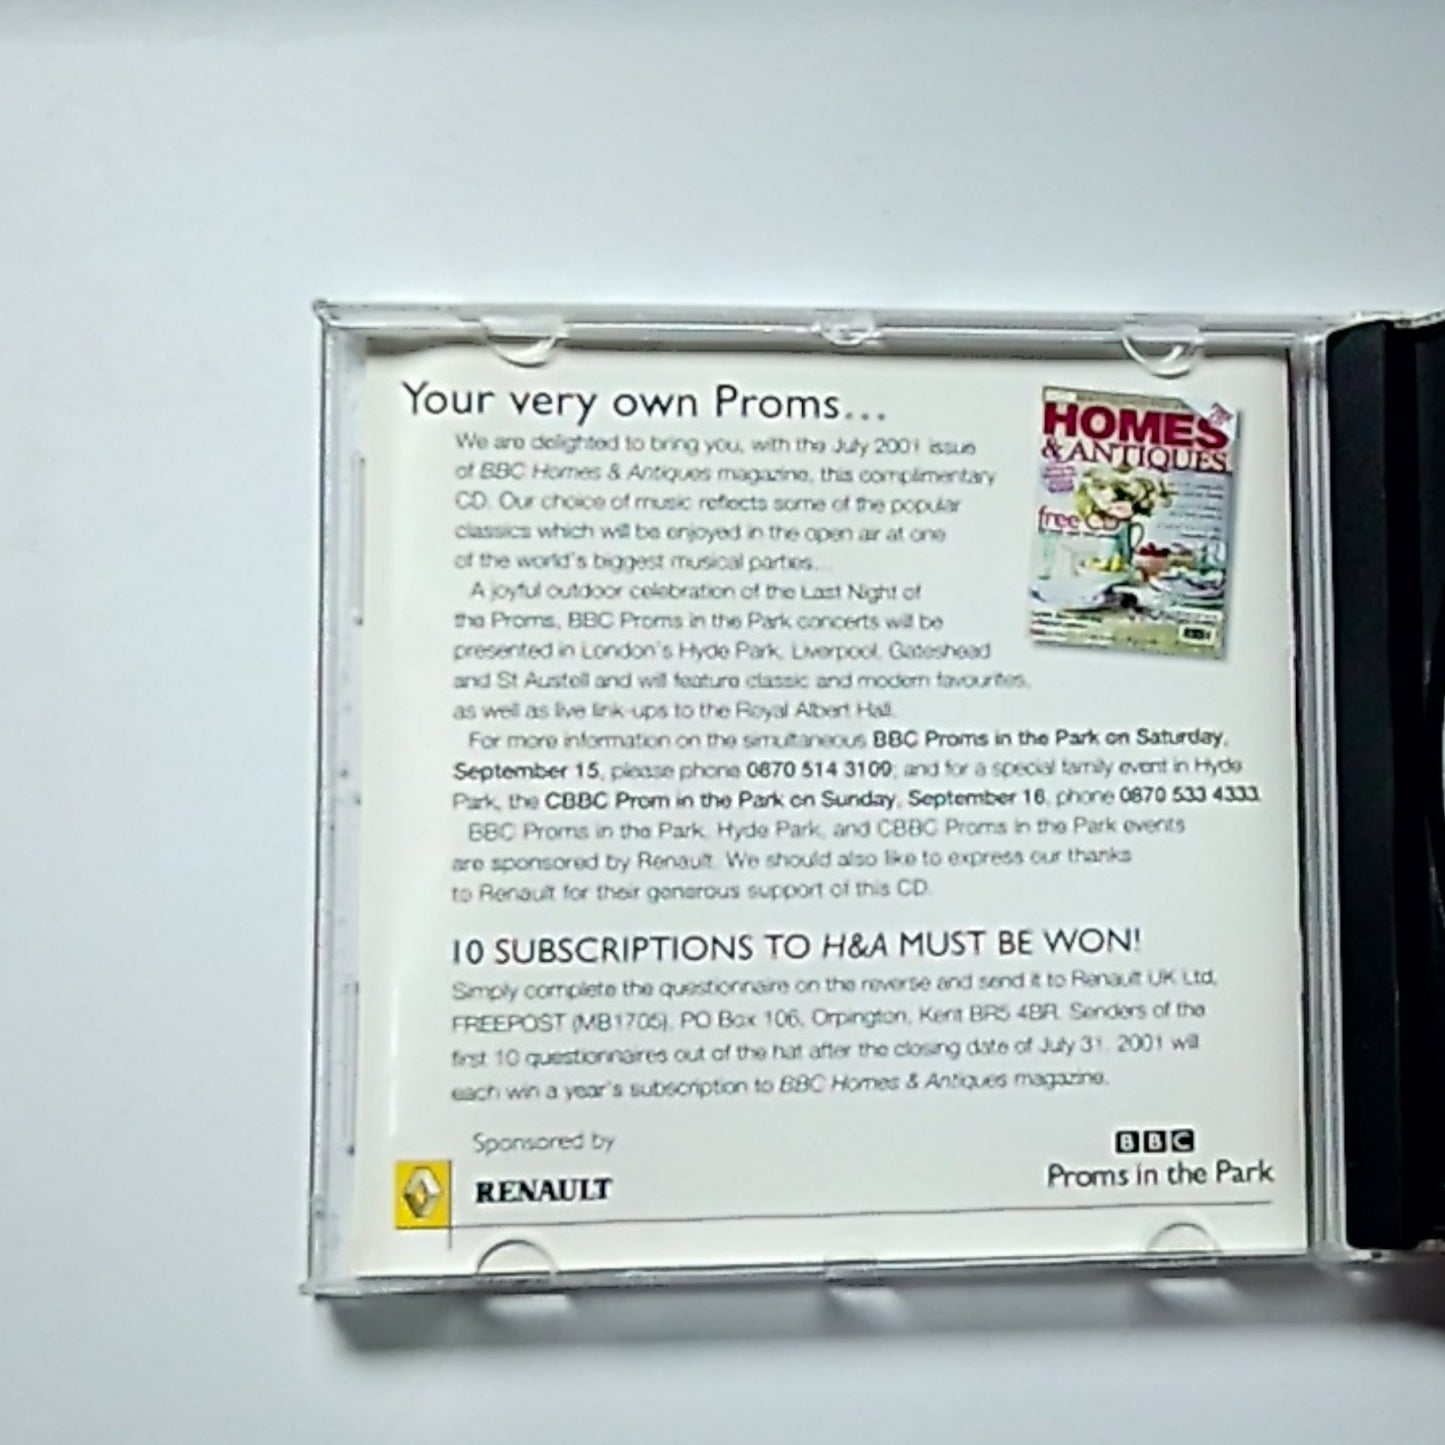 Your very own Proms...
We are delighted to bring you, with the July 2001 issue
of BBC Homes & Antiques magazine, this complimentary
CD. Our choice of music reflects some of the popular
classics which will be enjoyed in the open air at one
of the world's biggest musical parties...
A joyful outdoor celebration of the Last Night of
the Proms, BBC Proms in the Park concerts will be
presented in London's Hyde Park, Liverpool, Gateshead
and St Austell and will feature classic and modern favourites,
as well as live link-ups to the Royal Albert Hall.
For more information on the simultaneous BBC Proms in the Park on Saturday,
September 15, please phone 0870 514 3109; and for a special family event in Hyde
Park, the CBBC Prom in the Park on Sunday, September 16, phone 0870 533 4333.
BBC Proms in the Park, Hyde Park, and CBBC Proms in the Park events
are sponsored by Renault. We should also like to express our thanks
to Renault for their generous support of this CD.
HOMES
& ANTIQUES
free CD
10 SUBSCRIPTIONS TO H&A MUST BE WON!
Simply complete the questionnaire on the reverse and send it to Renault UK Ltd,
FREEPOST (MB1705), PO Box 106, Orpington, Kent BR5 4BR. Senders of the
first 10 questionnaires out of the hat after the closing date of July 31, 2001 will
each win a year's subscription to BBC Homes & Antiques magazine.
Sponsored by
RENAULT
BBC
Proms in the Park